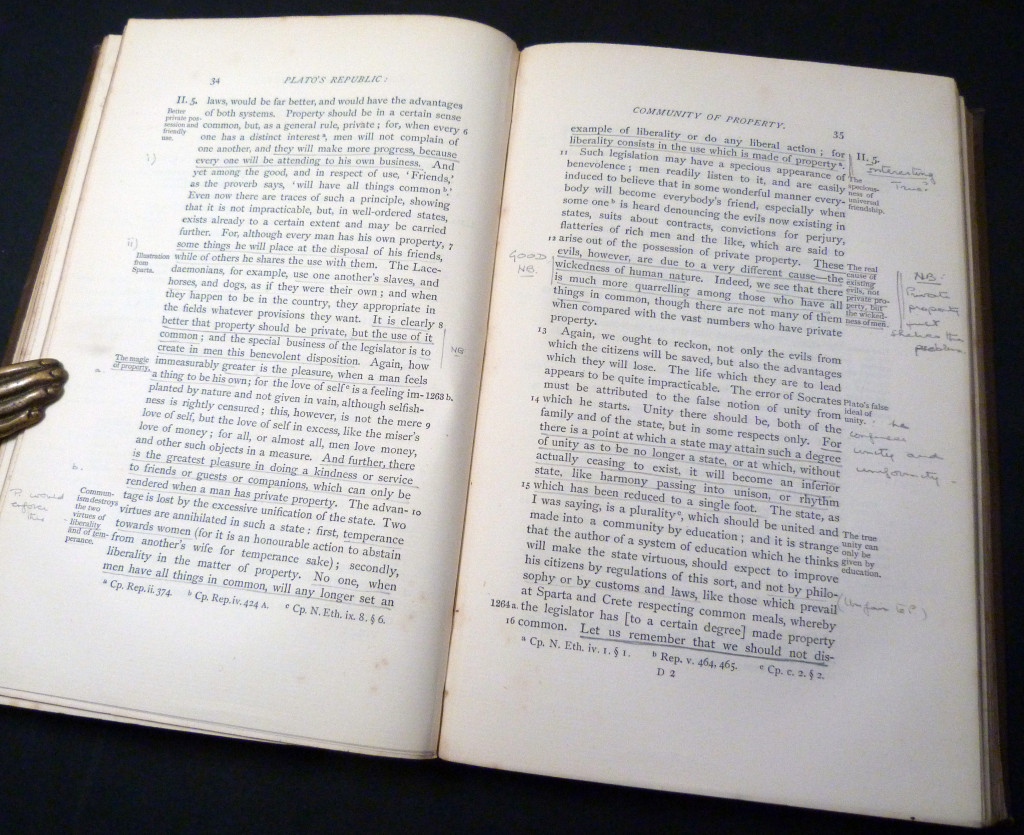 34
PLATO'S REPUBLIC:
II. 5.
laws, would be far better, and would have the advantages
Better
private pos-
session and
friendly
use.
of both systems. Property should be in a certain sense
common, but, as a general rule, private; for, when every 6
one has a distinct interest a, men will not complain of
one another, and they will make more progress, because
i)
every one will be attending to his own business. And
yet among the good, and in respect of use, 'Friends,'
as the proverb says, 'will have all things common b.'
Even now there are traces of such a principle, showing
that it is not impracticable, but, in well-ordered states,
exists already to a certain extent and may be carried
further. For, although every man has his own property, 7
ii)
some things he will place at the disposal of his friends,
Illustration
from
Sparta.
while of others he shares the use with them. The Lace-
daemonians, for example, use one another's slaves, and
horses, and dogs, as if they were their own; and when
they happen to be in the country, they appropriate in
the fields whatever provisions they want. It is clearly 8
better that property should be private, but the use of it
NB
common; and the special business of the legislator is to
create in men this benevolent disposition. Again, how
The magic
of property.
a.
immeasurably greater is the pleasure, when a man feels
a thing to be his own; for the love of self c is a feeling im- 1263 b.
planted by nature and not given in vain, although selfish-
ness is rightly censured; this, however, is not the mere 9
love of self, but the love of self in excess, like the miser's
love of money; for all, or almost all, men love money,
and other such objects in a measure. And further, there
b.
is the greatest pleasure in doing a kindness or service
to friends or guests or companions, which can only be
rendered when a man has private property. The advan- 10
P. would
Commun-
ism destroys
the two
virtues of
liberality
and of tem-
perance.
tage is lost by the excessive unification of the state. Two
virtues are annihilated in such a state; first, temperance
towards women (for it is an honourable action to abstain
from another's wife for temperance sake); secondly,
liberality in the matter of property. No one, when
men have all things in common, will any longer set an
a Cp. Rep. ii. 374. b Cp. Rep. iv. 424 A. c Cp. N. Eth. ix. 8. § 6.
COMMUNITY OF PROPERTY.
35
example of liberality or do any liberal action; for
II. 5.
liberality consists in the use which is made of property a.
Interesting
True.
11 Such legislation may have a specious appearance of
The
specious-
ness of
universal
friendship.
benevolence; men readily listen to it, and are easily
induced to believe that in some wonderful manner every-
body will become everybody's friend, especially when
some one b is heard denouncing the evils now existing in
states, suits about contracts, convictions for perjury,
flatteries of rich men and the like, which are said to
12 arise out of the possession of private property. These
GOOD
NB.
The real
cause of
existing
evils, not
private pro-
perty, but
the wicked-
ness of men.
NB:
Private
property
evils, however, are due to a very different cause—the
wickedness of human nature. Indeed, we see that there
is much more quarrelling among those who have all
things in common, though there are not many of them
when compared with the vast numbers who have private
property.
13 Again, we ought to reckon, not only the evils from
which the citizens will be saved, but also the advantages
which they will lose. The life which they are to lead
appears to be quite impracticable. The error of Socrates
Plato's false
ideal of
unity.
he
confuses
unity and
uniformity.
must be attributed to the false notion of unity from
14 which he starts. Unity there should be, both of the
family and of the state, but in some respects only. For
there is a point at which a state may attain such a degree
of unity as to be no longer a state, or at which, without
actually ceasing to exist, it will become an inferior
state, like harmony passing into unison, or rhythm
15 which has been reduced to a single foot. The state, as
I was saying, is a plurality c, which should be united and
The true
unity can
only be
given by
education.
made into a community by education; and it is strange
that the author of a system of education which he thinks
will make the state virtuous, should expect to improve
his citizens by regulations of this sort, and not by philo-
sophy or by customs and laws, like those which prevail
(Unfair to P.)
at Sparta and Crete respecting common meals, whereby
1264 a. the legislator has [to a certain degree] made property
16 common. Let us remember that we should not dis-
a Cp. N. Eth. iv. 1. § 1. b Rep. v. 464, 465. c Cp. c. 2. § 2.
D 2